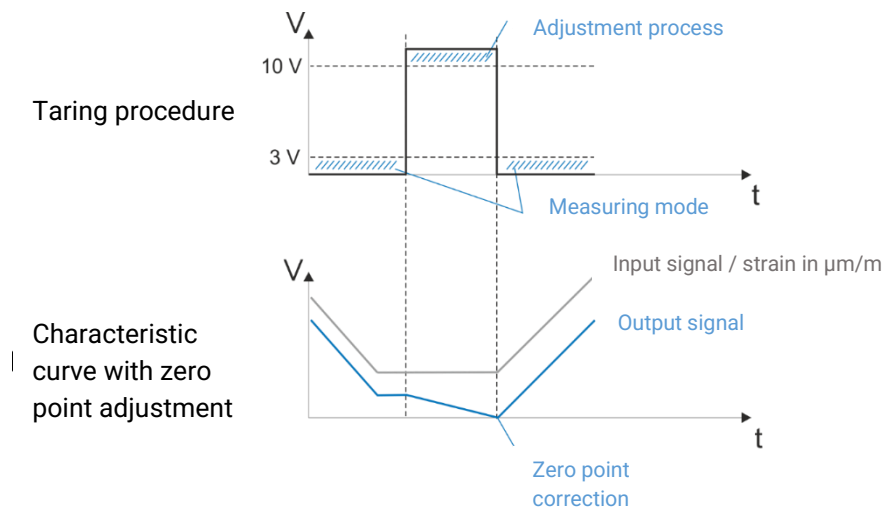 V
Adjustment process
10 V
Taring procedure
3 V
t
Measuring mode
V
Input signal / strain in µm/m
Output signal
Characteristic
curve with zero
point adjustment
t
Zero point
correction